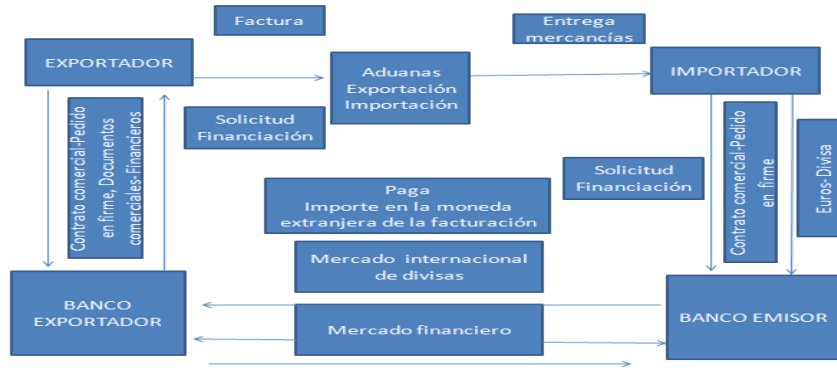 Factura
Entrega
mercancías
EXPORTADOR
Aduanas
Exportación
Importación
IMPORTADOR
Contrato comercial-Pedido
en firme, Documentos
comerciales- Financieros
Solicitud
Financiación
Solicitud
Financiación
Contrato comercial-Pedido
en firme
Euros- Divisa
Paga
Importe en la moneda
extranjera de la facturación
Mercado internacional
de divisas
BANCO
EXPORTADOR
Mercado financiero
BANCO EMISOR